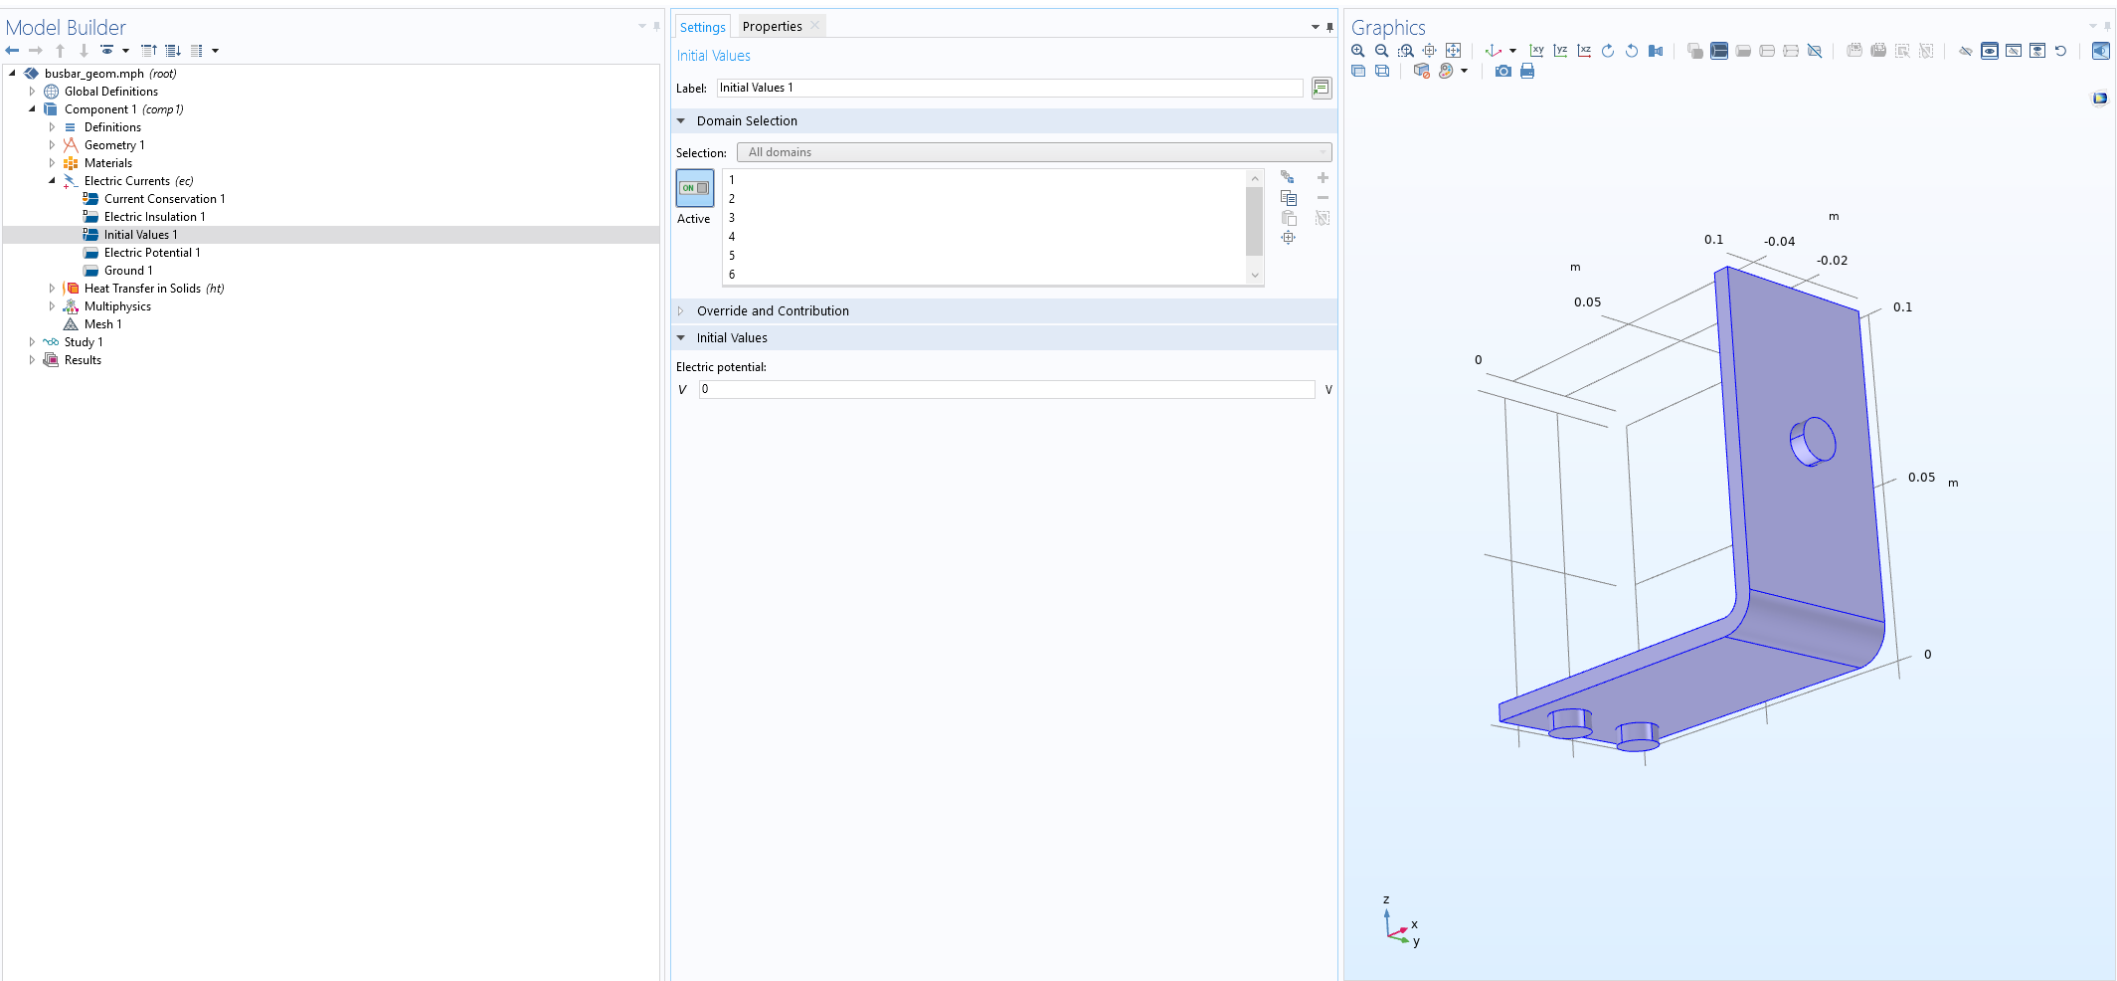 Model Builder
busbar_geom.mph (root)
Global Definitions
Component 1 (comp1)
Definitions
Geometry 1
Materials
Electric Currents (ec)
Current Conservation 1
Electric Insulation 1
Initial Values 1
Electric Potential 1
Ground 1
Heat Transfer in Solids (ht)
Multiphysics
Mesh 1
Study 1
Results
Settings Properties
Initial Values
Label: Initial Values 1
Domain Selection
Selection: All domains
ON
Active
1
2
3
4
5
6
Override and Contribution
Initial Values
Electric potential:
V 0 V
Graphics
xy yz xz
m
0.1 -0.04
-0.02
m
0.05
0.1
0
0.05 m
0
z
x
y